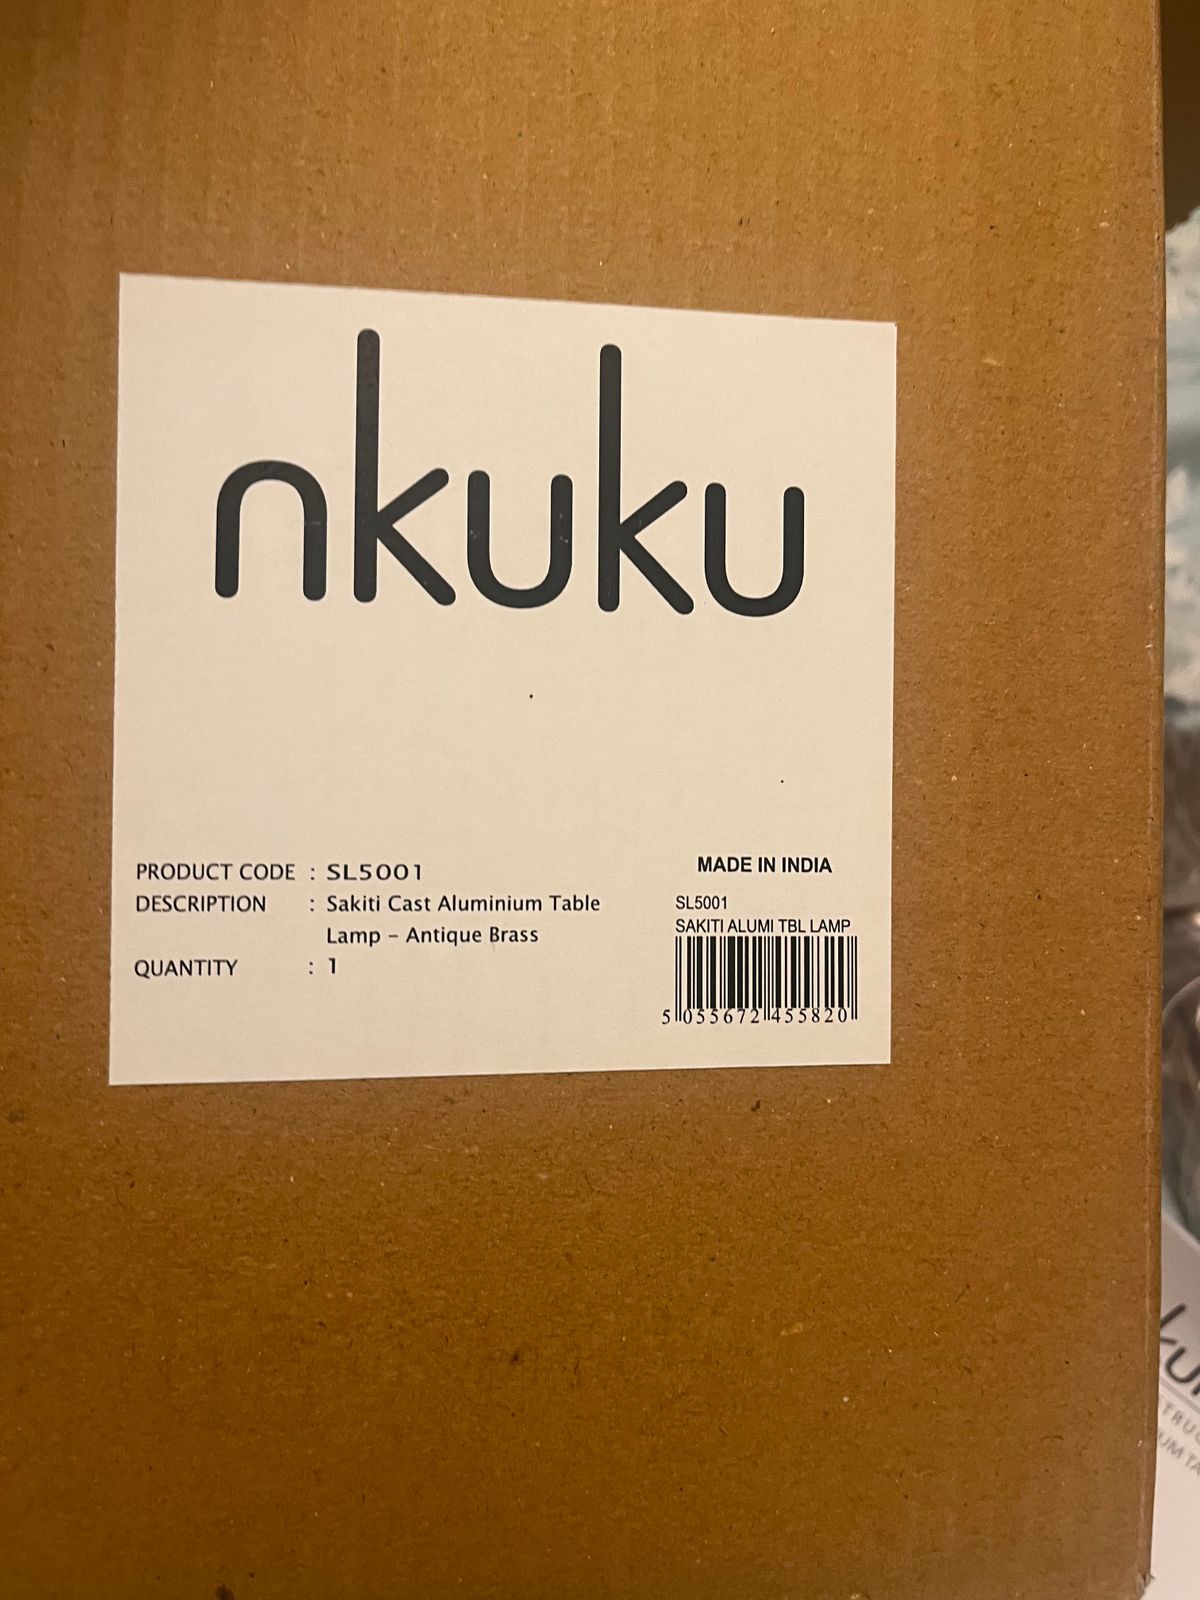 nkuku
PRODUCT CODE : SL5001
DESCRIPTION : Sakiti Cast Aluminium Table
Lamp – Antique Brass
QUANTITY : 1
MADE IN INDIA
SL5001
SAKITI ALUMI TBL LAMP
5 055672 455820